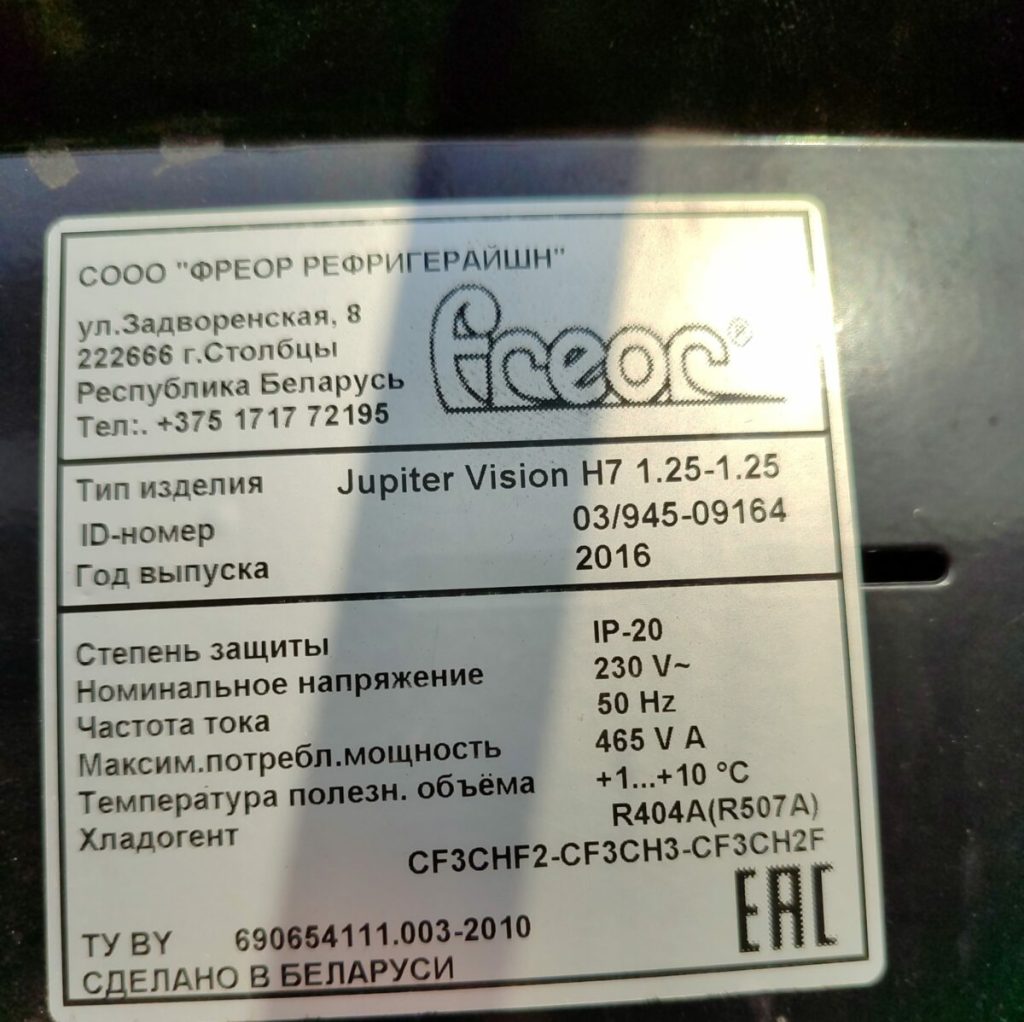 СООО "ФРЕОР РЕФРИГЕРАЙШН"
ул.Задворенская, 8
222666 г.Столбцы
Республика Беларусь
Тел:. +375 1717 72195
Freor®
Тип изделия Jupiter Vision H7 1.25-1.25
ID-номер 03/945-09164
Год выпуска 2016
Степень защиты IP-20
Номинальное напряжение 230 V~
Частота тока 50 Hz
Максим.потребл.мощность 465 V A
Температура полезн. объёма +1...+10 °C
Хладогент R404A(R507A)
CF3CHF2-CF3CH3-CF3CH2F
EAC
ТУ BY 690654111.003-2010
СДЕЛАНО В БЕЛАРУСИ